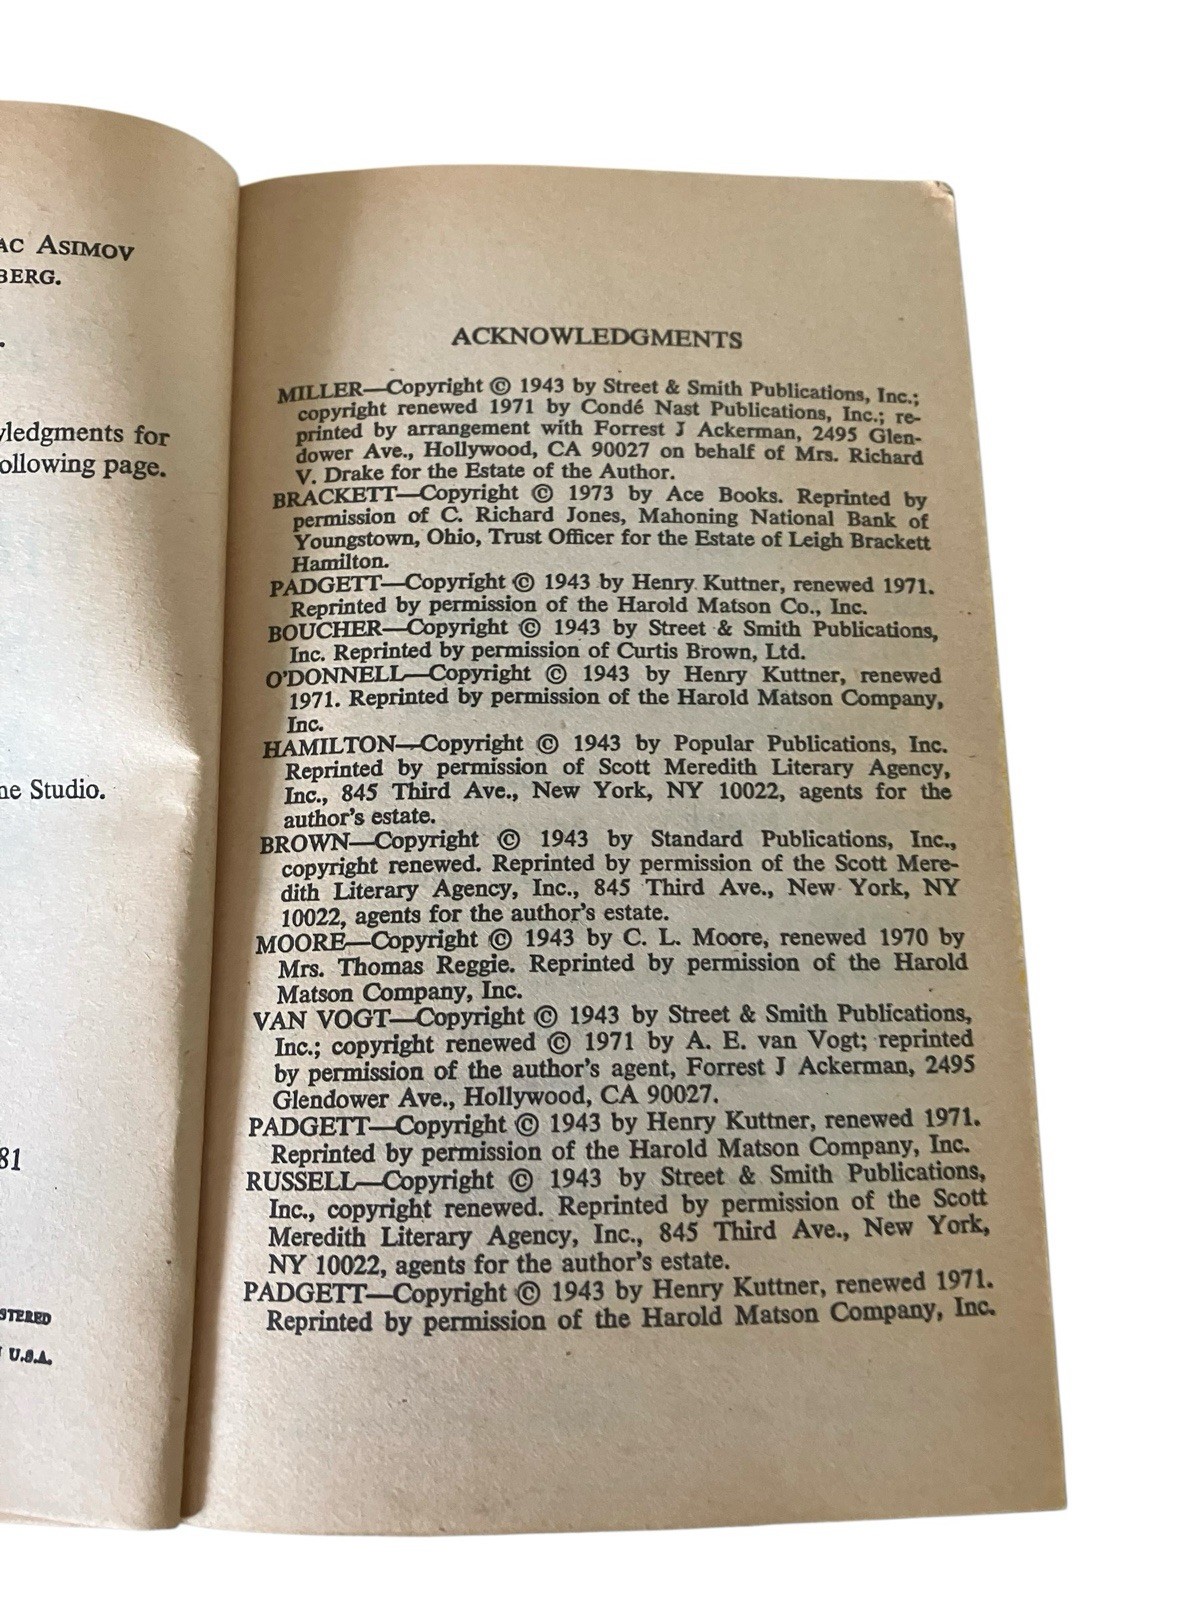 AC ASIMOV
BERG.
ledgments for
ollowing page.
ne Studio.
81
STERED
U.S.A.
ACKNOWLEDGMENTS
MILLER—Copyright © 1943 by Street & Smith Publications, Inc.;
copyright renewed 1971 by Condé Nast Publications, Inc.; re-
printed by arrangement with Forrest J Ackerman, 2495 Glen-
dower Ave., Hollywood, CA 90027 on behalf of Mrs. Richard
V. Drake for the Estate of the Author.
BRACKETT—Copyright © 1973 by Ace Books. Reprinted by
permission of C. Richard Jones, Mahoning National Bank of
Youngstown, Ohio, Trust Officer for the Estate of Leigh Brackett
Hamilton.
PADGETT—Copyright © 1943 by Henry Kuttner, renewed 1971.
Reprinted by permission of the Harold Matson Co., Inc.
BOUCHER—Copyright © 1943 by Street & Smith Publications,
Inc. Reprinted by permission of Curtis Brown, Ltd.
O'DONNELL—Copyright © 1943 by Henry Kuttner, renewed
1971. Reprinted by permission of the Harold Matson Company,
Inc.
HAMILTON—Copyright © 1943 by Popular Publications, Inc.
Reprinted by permission of Scott Meredith Literary Agency,
Inc., 845 Third Ave., New York, NY 10022, agents for the
author's estate.
BROWN—Copyright © 1943 by Standard Publications, Inc.,
copyright renewed. Reprinted by permission of the Scott Mere-
dith Literary Agency, Inc., 845 Third Ave., New York, NY
10022, agents for the author's estate.
MOORE—Copyright © 1943 by C. L. Moore, renewed 1970 by
Mrs. Thomas Reggie. Reprinted by permission of the Harold
Matson Company, Inc.
VAN VOGT—Copyright © 1943 by Street & Smith Publications,
Inc.; copyright renewed © 1971 by A. E. van Vogt; reprinted
by permission of the author's agent, Forrest J Ackerman, 2495
Glendower Ave., Hollywood, CA 90027.
PADGETT—Copyright © 1943 by Henry Kuttner, renewed 1971.
Reprinted by permission of the Harold Matson Company, Inc.
RUSSELL—Copyright © 1943 by Street & Smith Publications,
Inc., copyright renewed. Reprinted by permission of the Scott
Meredith Literary Agency, Inc., 845 Third Ave., New York,
NY 10022, agents for the author's estate.
PADGETT—Copyright © 1943 by Henry Kuttner, renewed 1971.
Reprinted by permission of the Harold Matson Company, Inc.